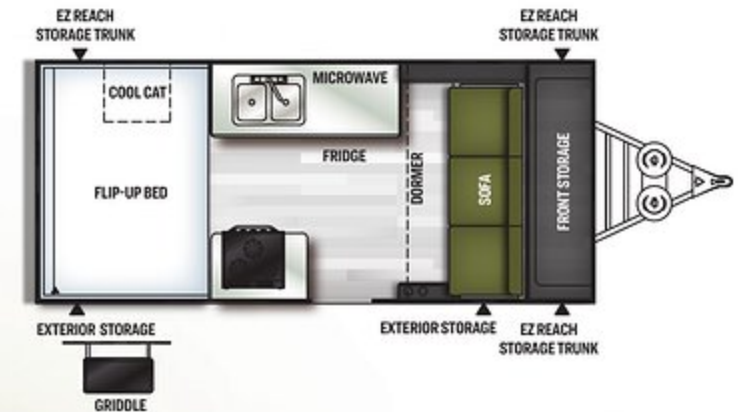 EZ REACH
STORAGE TRUNK
EZ REACH
STORAGE TRUNK
COOL CAT
MICROWAVE
FLIP-UP BED
FRIDGE
DORMER
SOFA
FRONT STORAGE
EXTERIOR STORAGE
EXTERIOR STORAGE
EZ REACH
STORAGE TRUNK
GRIDDLE